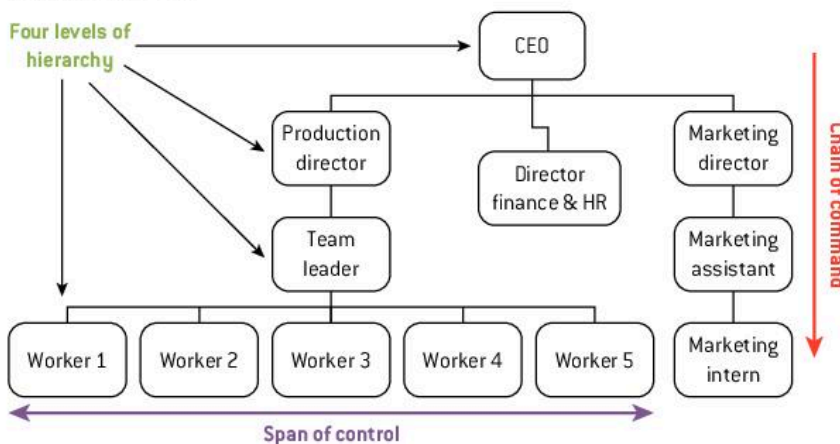 Four levels of
hierarchy
CEO
Production
director
Director
finance & HR
Marketing
director
Team
leader
Marketing
assistant
Worker 1
Worker 2
Worker 3
Worker 4
Worker 5
Marketing
intern
Span of control
Chain of command